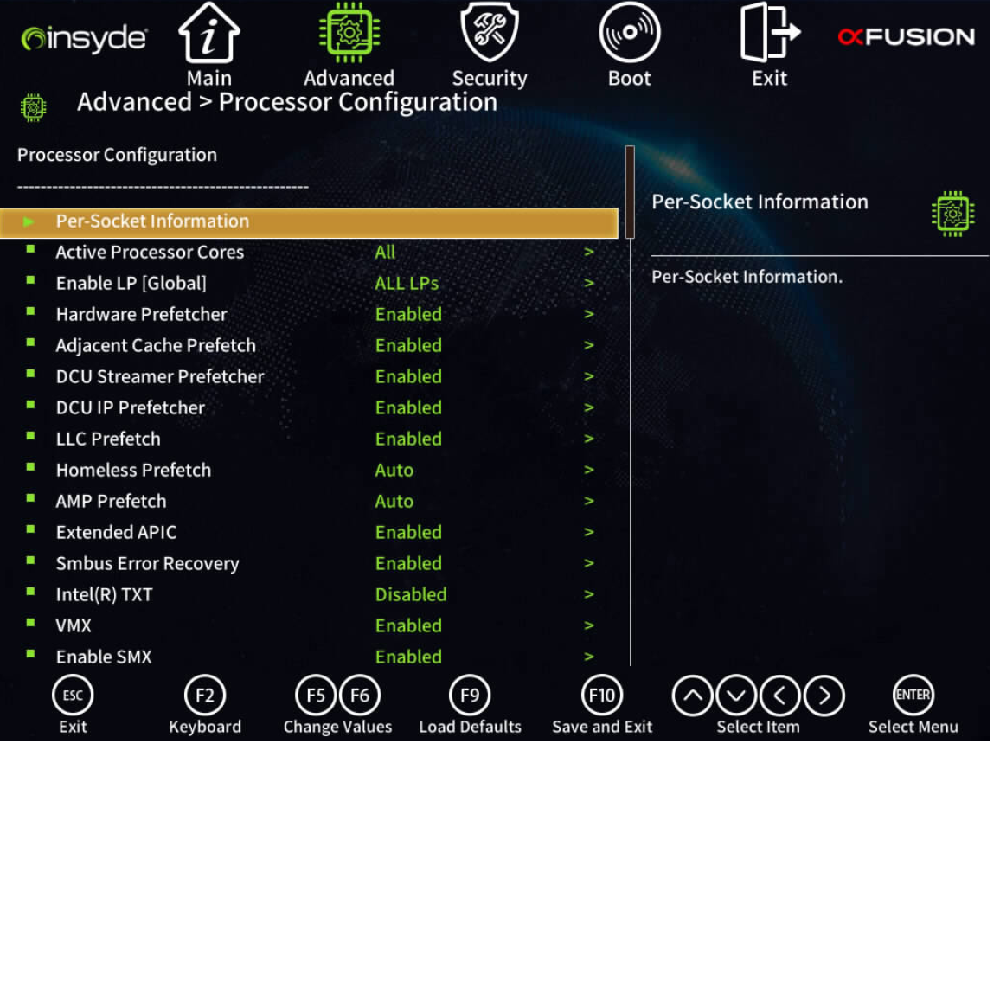 insyde
Main
Advanced
Security
Boot
Exit
FUSION
Advanced > Processor Configuration
Processor Configuration
--------------------------------------------------
Per-Socket Information
Active Processor Cores All >
Enable LP [Global] ALL LPs >
Hardware Prefetcher Enabled >
Adjacent Cache Prefetch Enabled >
DCU Streamer Prefetcher Enabled >
DCU IP Prefetcher Enabled >
LLC Prefetch Enabled >
Homeless Prefetch Auto >
AMP Prefetch Auto >
Extended APIC Enabled >
Smbus Error Recovery Enabled >
Intel(R) TXT Disabled >
VMX Enabled >
Enable SMX Enabled >
Per-Socket Information
Per-Socket Information.
ESC Exit
F2 Keyboard
F5 F6 Change Values
F9 Load Defaults
F10 Save and Exit
Select Item
ENTER Select Menu